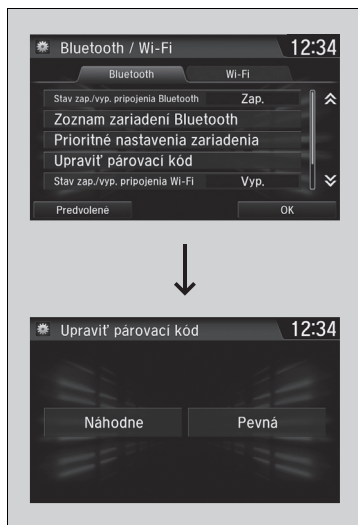 Bluetooth / Wi-Fi 12:34
Bluetooth Wi-Fi
Stav zap./vyp. pripojenia Bluetooth Zap.
Zoznam zariadení Bluetooth
Prioritné nastavenia zariadenia
Upraviť párovací kód
Stav zap./vyp. pripojenia Wi-Fi Vyp.
Predvolené OK
Upraviť párovací kód 12:34
Náhodne Pevná